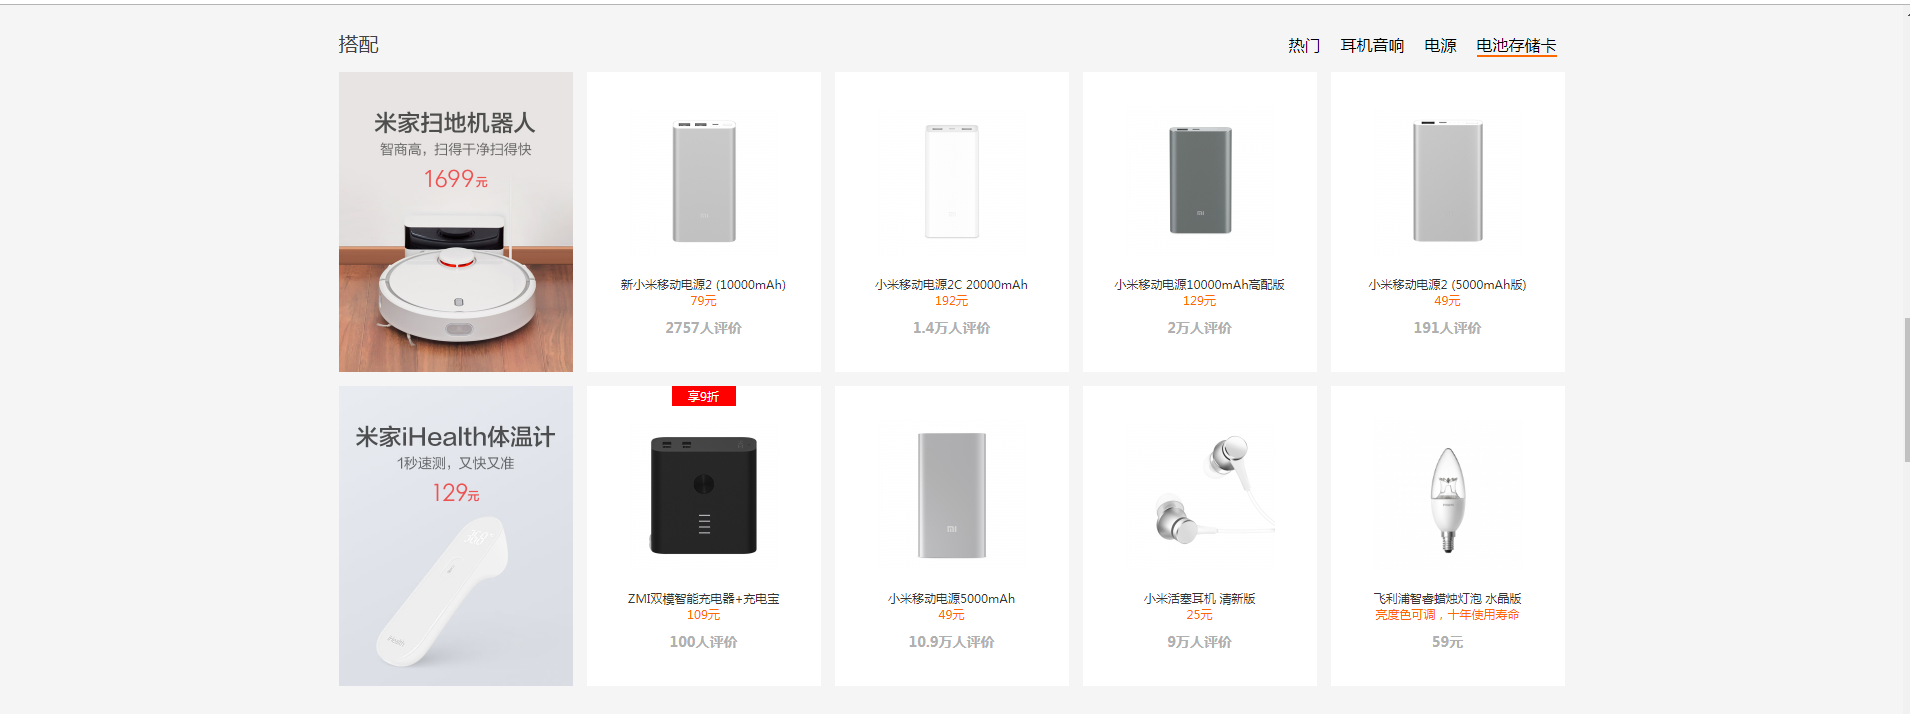 搭配
热门 耳机音响 电源 电池存储卡
米家扫地机器人
智商高，扫得干净扫得快
1699元
新小米移动电源2 (10000mAh)
79元
2757人评价
小米移动电源2C 20000mAh
192元
1.4万人评价
mi
小米移动电源10000mAh高配版
129元
2万人评价
小米移动电源2 (5000mAh版)
49元
191人评价
米家iHealth体温计
1秒速测，又快又准
129元
iHealth
享9折
ZMI双模智能充电器+充电宝
109元
100人评价
mi
小米移动电源5000mAh
49元
10.9万人评价
小米活塞耳机 清新版
25元
9万人评价
飞利浦智睿蜡烛灯泡 水晶版
亮度色可调，十年使用寿命
59元